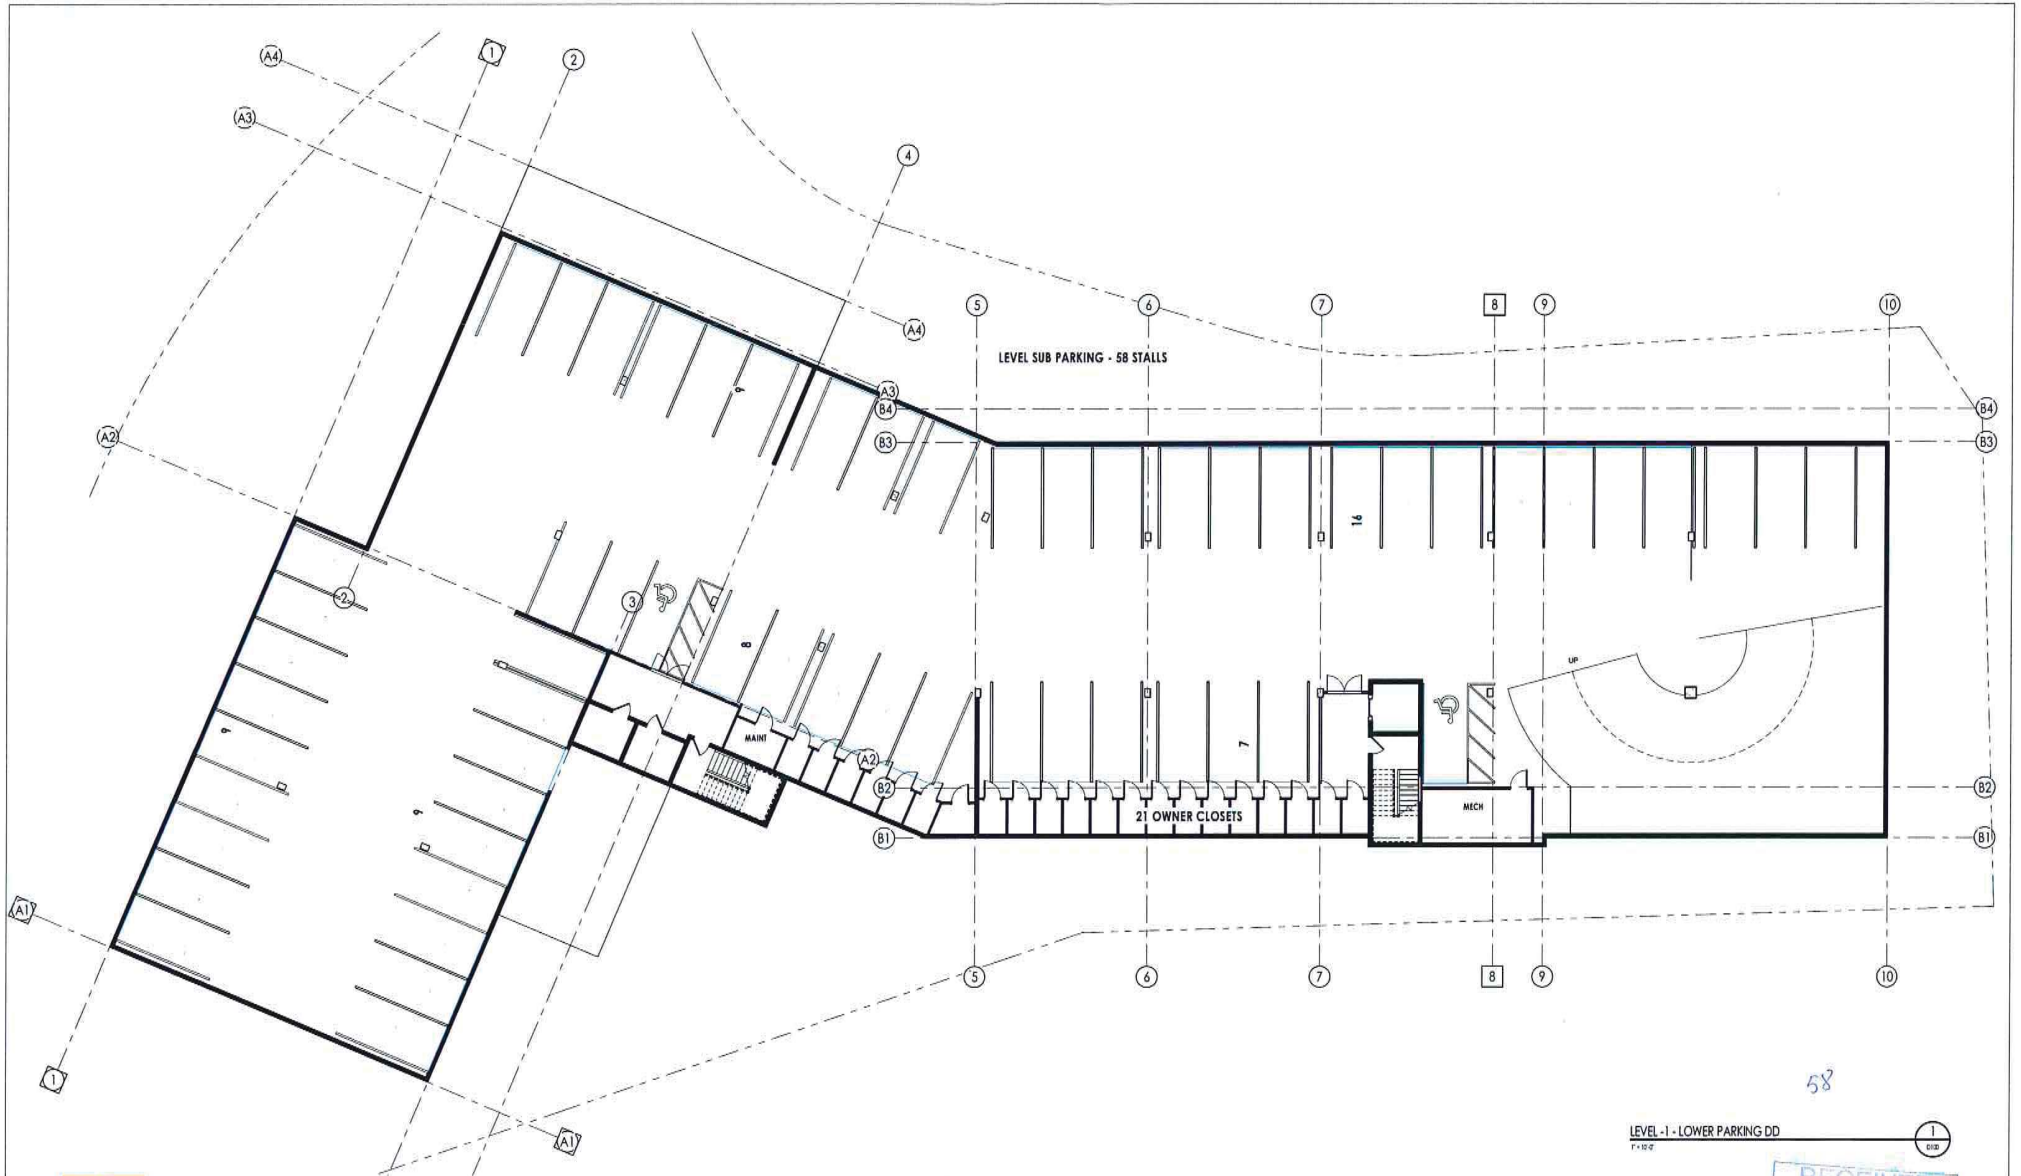 A4
1
2
A3
4
5
6
7
8
9
10
A4
LEVEL SUB PARKING - 58 STALLS
A3
B4
B4
B3
B3
9
A2
16
2
3
8
UP
7
MAINT
A2
9
B2
B2
MECH
9
21 OWNER CLOSETS
B1
B1
A1
5
6
7
8
9
10
1
58
LEVEL -1 - LOWER PARKING DD
1
A1